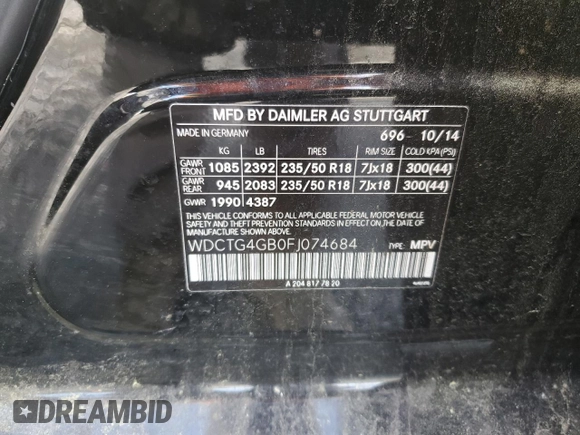 MFD BY DAIMLER AG STUTTGART
MADE IN GERMANY 696 10/14
KG LB TIRES RIM SIZE COLD KPA(PSI)
GAWR FRONT 1085 2392 235/50 R18 7Jx18 300(44)
GAWR REAR 945 2083 235/50 R18 7Jx18 300(44)
GVWR 1990 4387
THIS VEHICLE CONFORMS TO ALL APPLICABLE FEDERAL MOTOR VEHICLE
SAFETY AND THEFT PREVENTION STANDARDS IN EFFECT ON THE DATE OF
MANUFACTURE SHOWN ABOVE.
WDCTG4GB0FJ074684 TYPE: MPV
A 204 817 78 20
DREAMBID